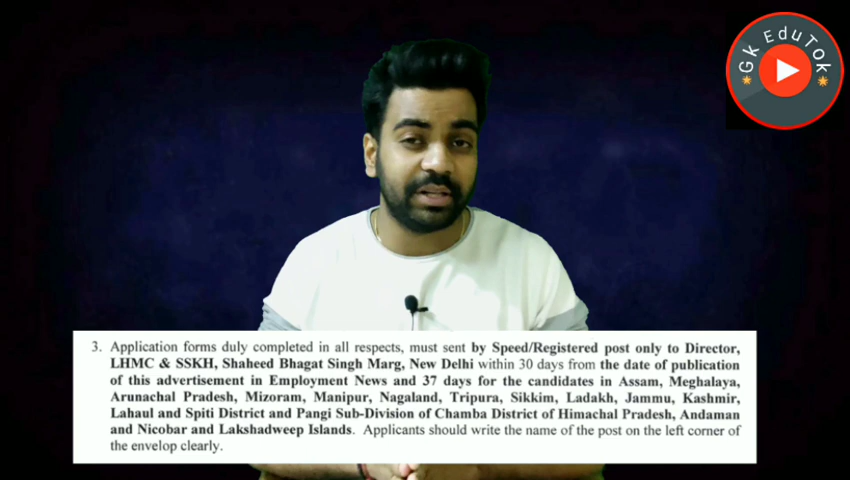 Gk EduTok
3. Application forms duly completed in all respects, must sent by Speed/Registered post only to Director,
LHMC & SSKH, Shaheed Bhagat Singh Marg, New Delhi within 30 days from the date of publication
of this advertisement in Employment News and 37 days for the candidates in Assam, Meghalaya,
Arunachal Pradesh, Mizoram, Manipur, Nagaland, Tripura, Sikkim, Ladakh, Jammu, Kashmir,
Lahaul and Spiti District and Pangi Sub-Division of Chamba District of Himachal Pradesh, Andaman
and Nicobar and Lakshadweep Islands. Applicants should write the name of the post on the left corner of
the envelop clearly.